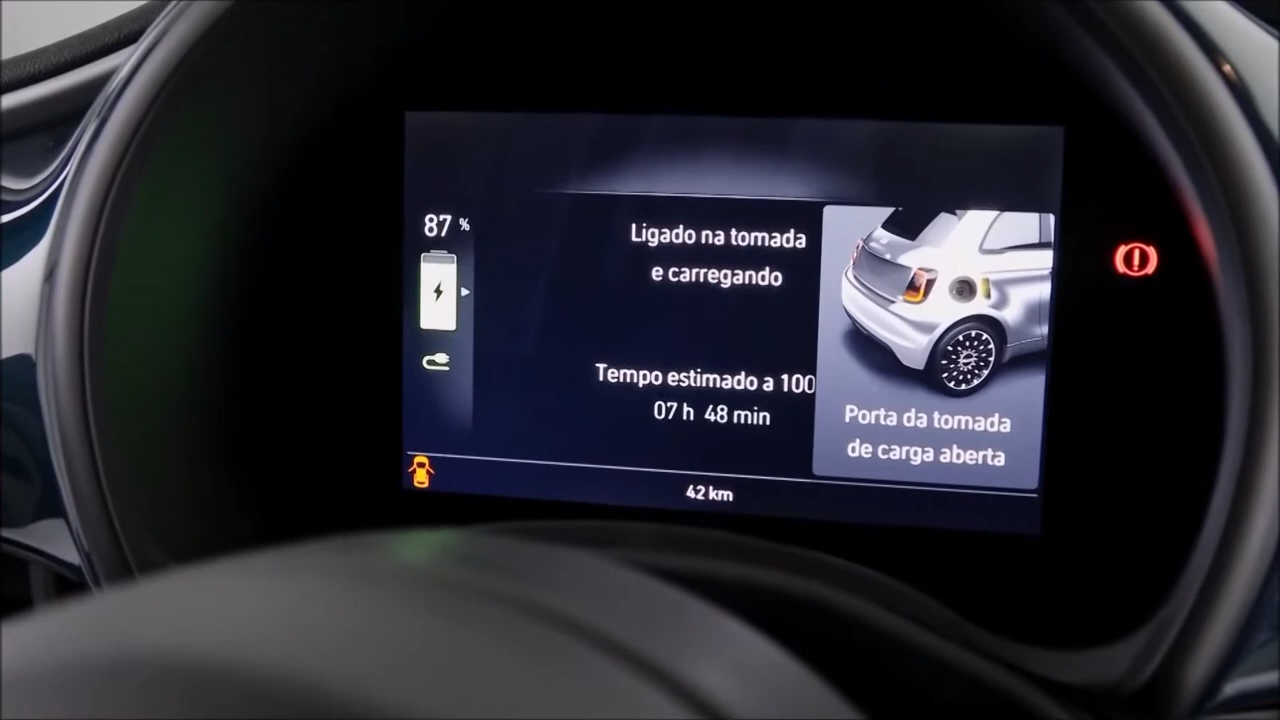 87 %
Ligado na tomada
e carregando
Tempo estimado a 100
07 h 48 min
Porta da tomada
de carga aberta
42 km